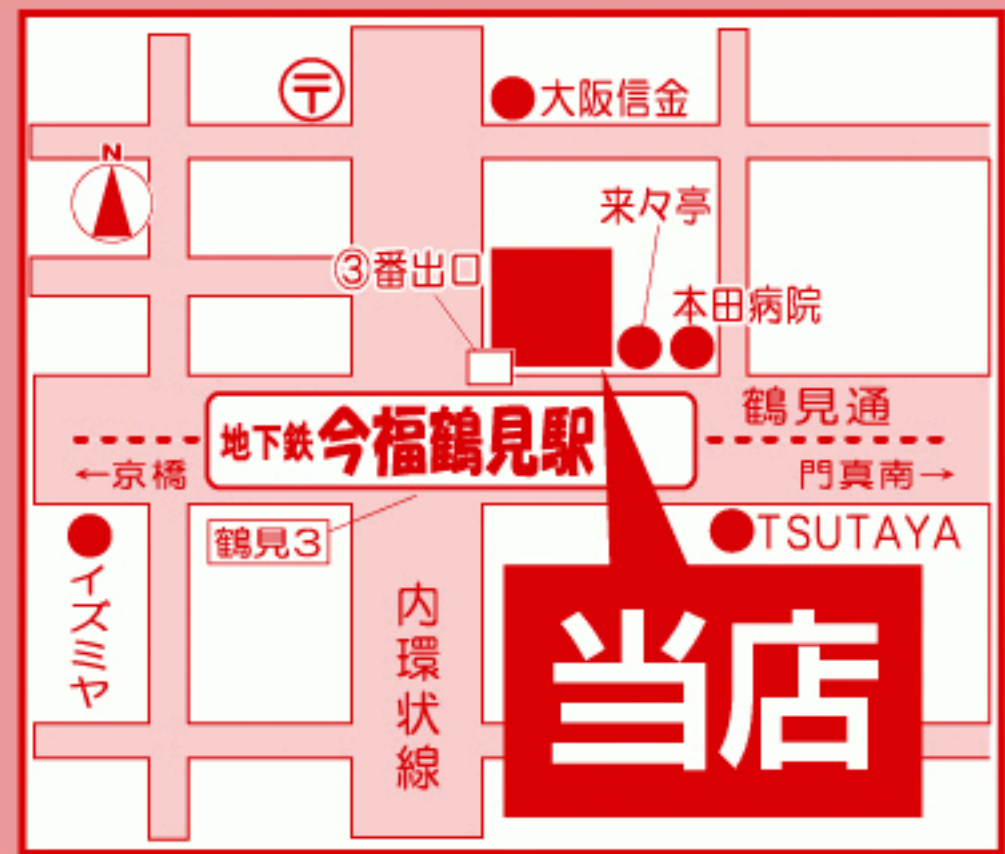 〒
大阪信金
N
来々亭
③番出口
本田病院
鶴見通
地下鉄 今福鶴見駅
←京橋
門真南→
鶴見3
TSUTAYA
イズミヤ
内環状線
当店